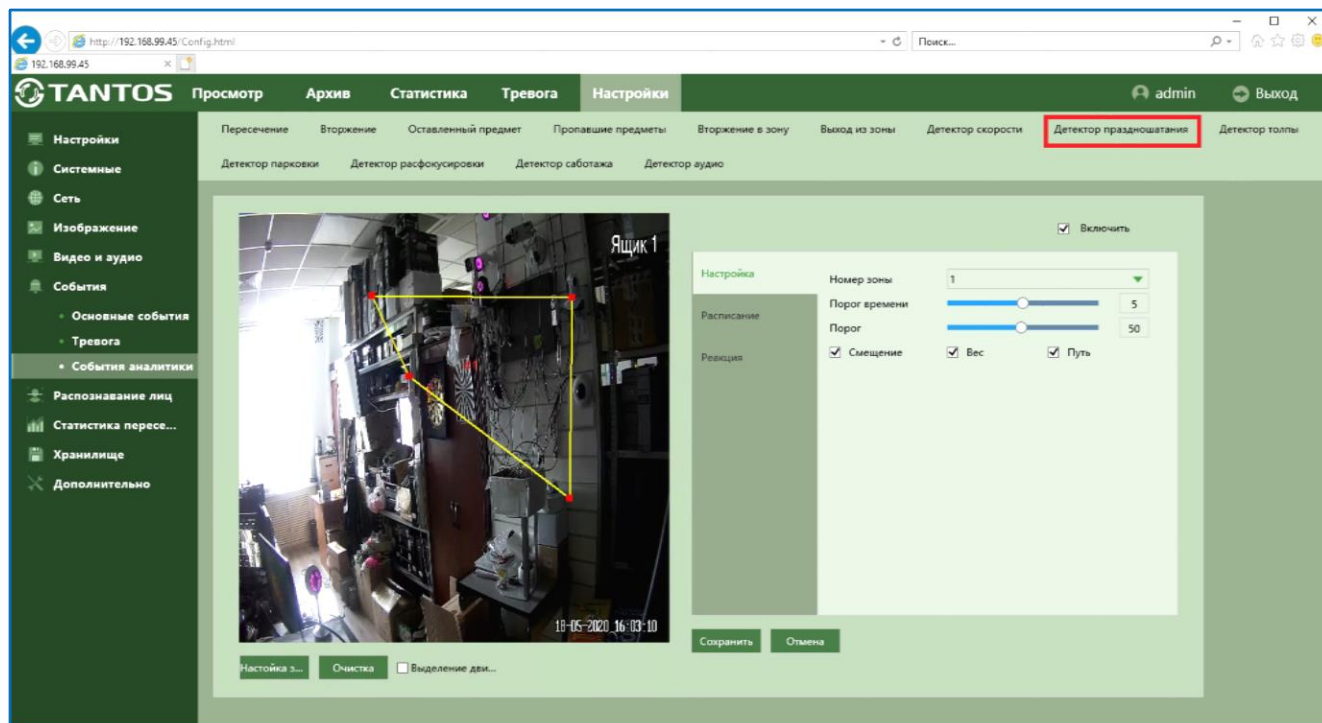 http://192.168.99.45/Config.html
Поиск...
192.168.99.45
TANTOS Просмотр Архив Статистика Тревога Настройки admin Выход
Пересечение Вторжение Оставленный предмет Пропавшие предметы Вторжение в зону Выход из зоны Детектор скорости Детектор праздношатания Детектор толпы
Детектор парковки Детектор расфокусировки Детектор саботажа Детектор аудио
Настройки
Системные
Сеть
Изображение
Видео и аудио
События
Основные события
Тревога
События аналитики
Распознавание лиц
Статистика пересе...
Хранилище
Дополнительно
Ящик 1
18-05-2020 16:03:10
Настойка з... Очистка Выделение дви...
Включить
Настройка
Расписание
Реакция
Номер зоны 1
Порог времени 5
Порог 50
Смещение Вес Путь
Сохранить Отмена